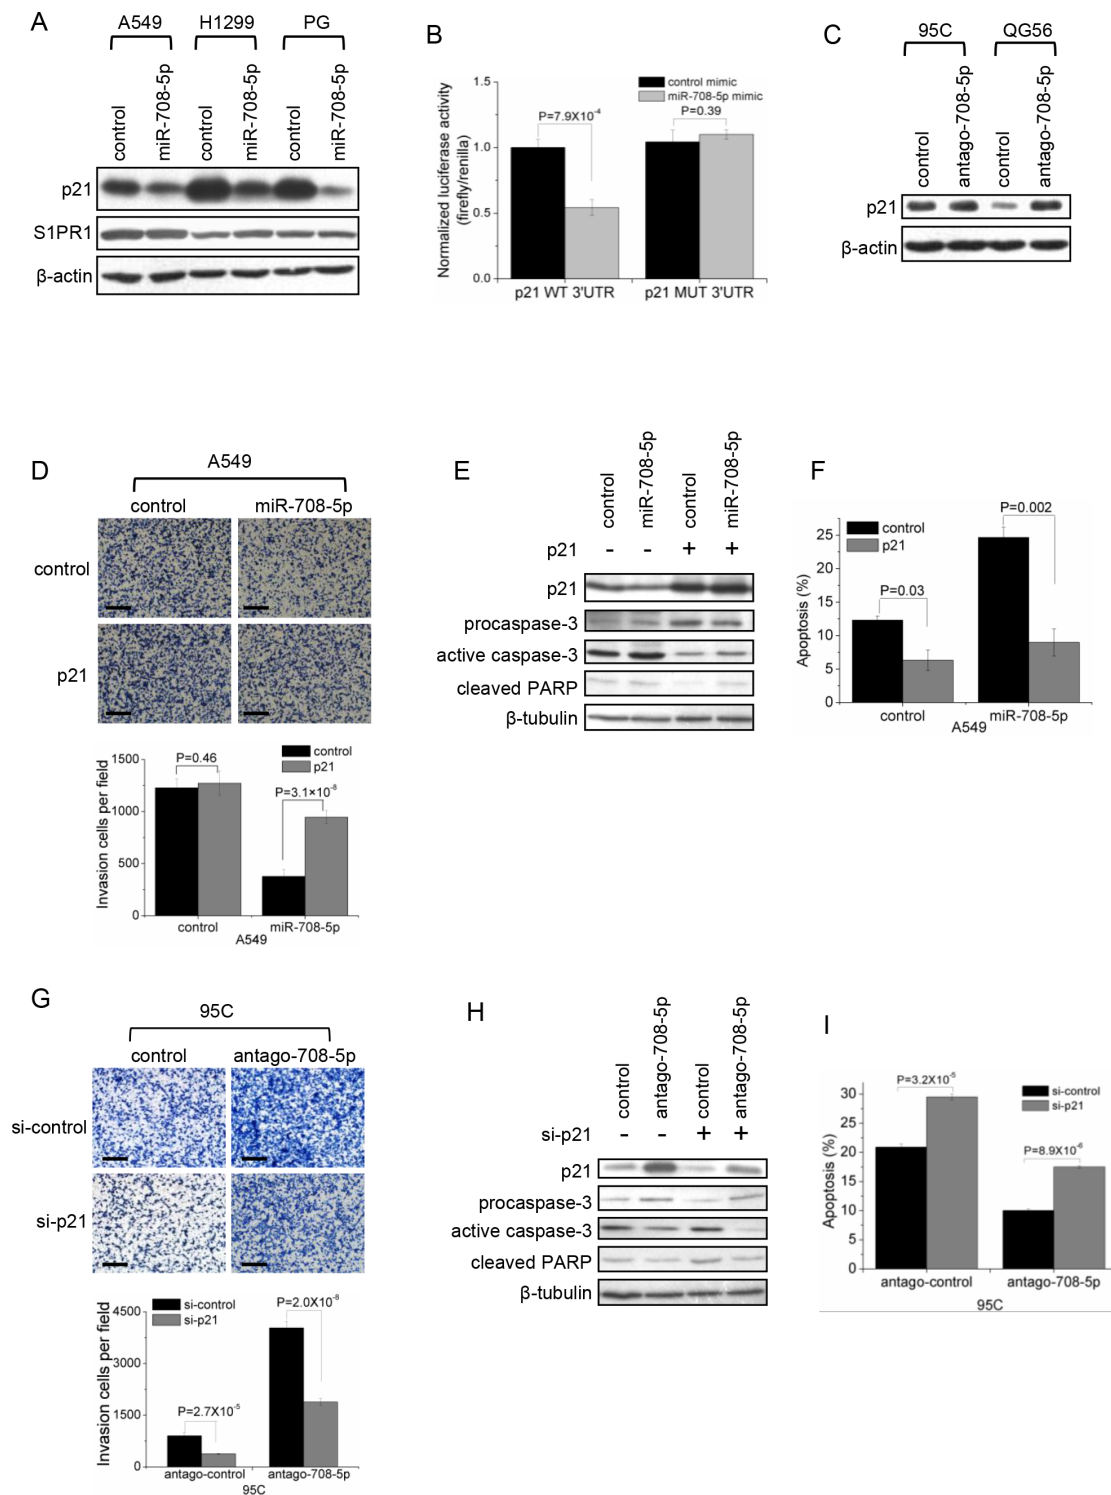 A
A549 H1299 PG
control miR-708-5p control miR-708-5p control miR-708-5p
p21
S1PR1
β-actin
B
control mimic
miR-708-5p mimic
P=7.9X10⁻⁴
P=0.39
Normalized luciferase activity
(firefly/renilla)
1.5
1.0
0.5
0.0
p21 WT 3'UTR p21 MUT 3'UTR
C
95C QG56
control antago-708-5p control antago-708-5p
p21
β-actin
D
A549
control miR-708-5p
control
p21
Invasion cells per field
1500
1000
500
0
control
p21
P=0.46
P=3.1×10⁻⁸
control miR-708-5p
A549
E
control miR-708-5p control miR-708-5p
p21 - - + +
p21
procaspase-3
active caspase-3
cleaved PARP
β-tubulin
F
Apoptosis (%)
25
20
15
10
5
0
control
p21
P=0.03
P=0.002
control miR-708-5p
A549
G
95C
control antago-708-5p
si-control
si-p21
Invasion cells per field
4500
3000
1500
0
si-control
si-p21
P=2.7X10⁻⁵
P=2.0X10⁻⁸
antago-control antago-708-5p
95C
H
control antago-708-5p control antago-708-5p
si-p21 - - + +
p21
procaspase-3
active caspase-3
cleaved PARP
β-tubulin
I
Apoptosis (%)
30
25
20
15
10
5
0
si-control
si-p21
P=3.2X10⁻⁵
P=8.9X10⁻⁶
antago-control antago-708-5p
95C